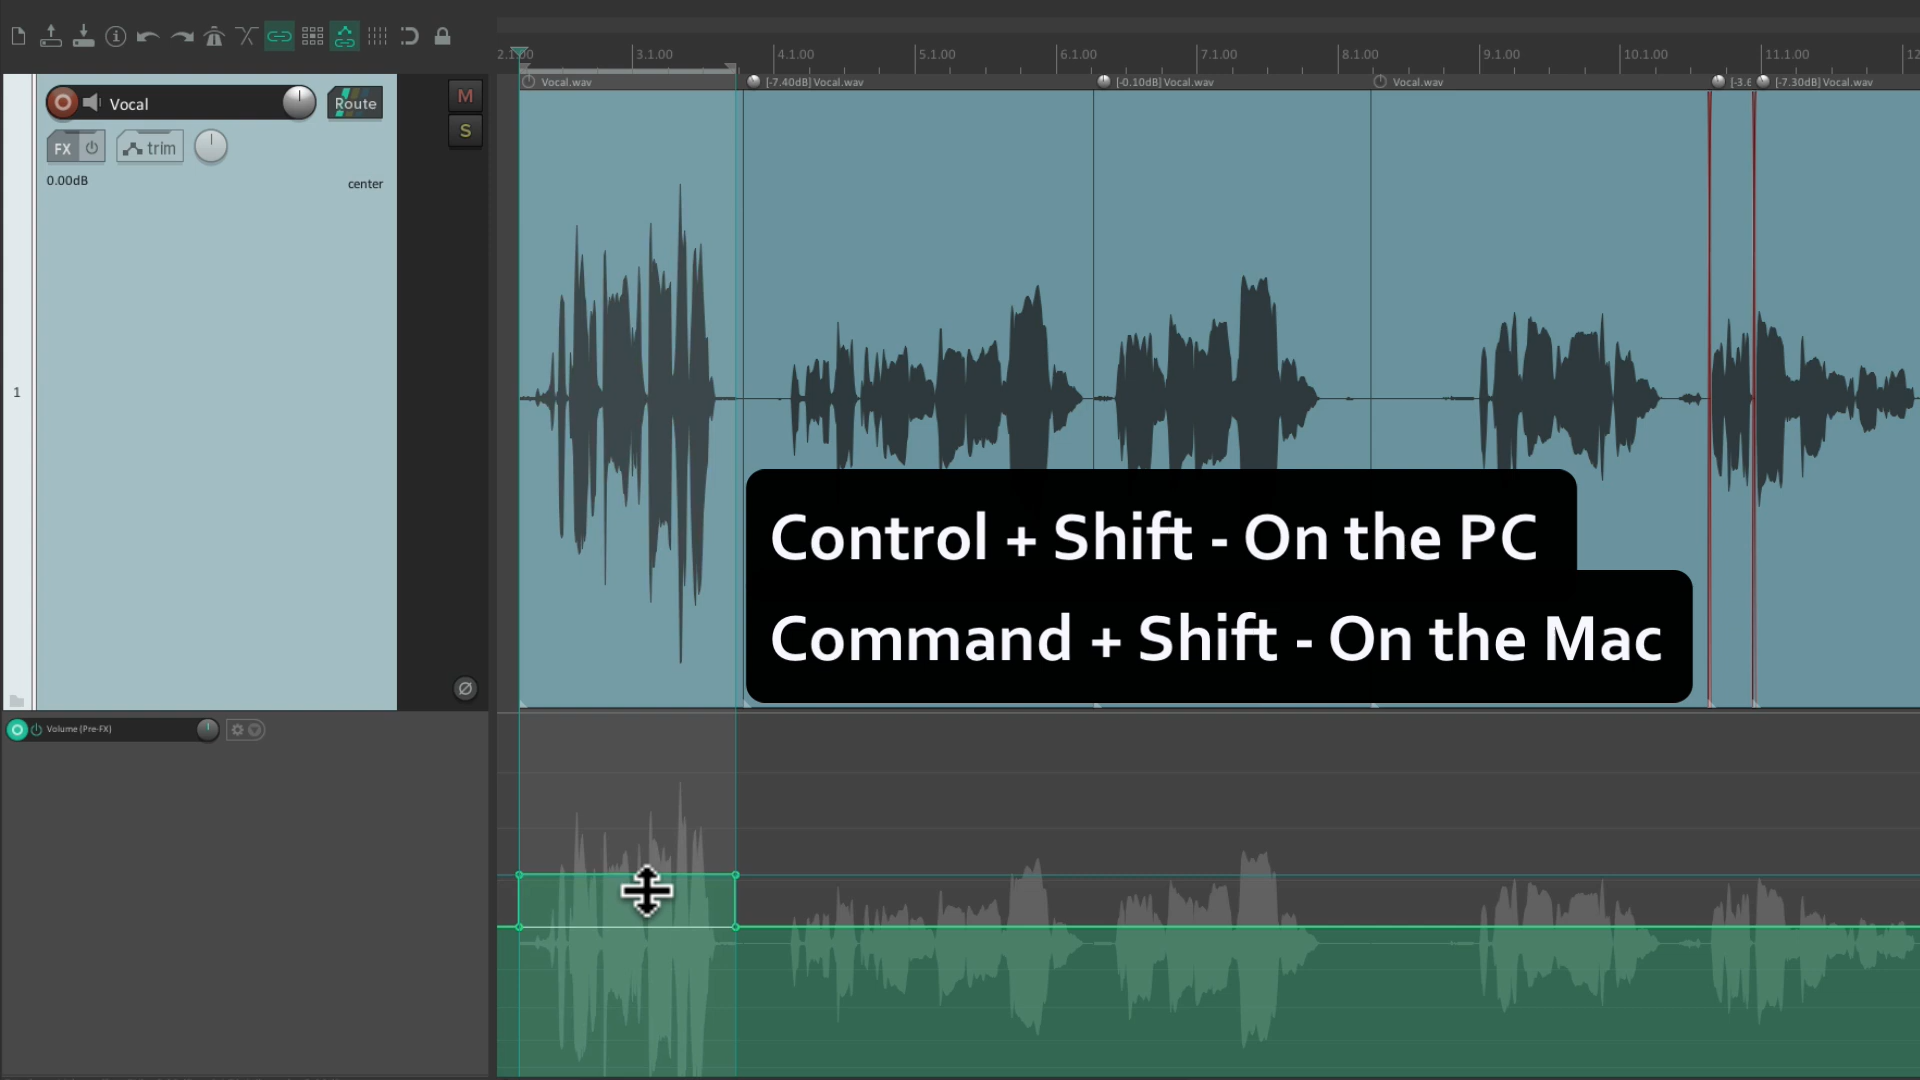 2.1.00 3.1.00 4.1.00 5.1.00 6.1.00 7.1.00 8.1.00 9.1.00 10.1.00 11.1.00
Vocal.wav [-7.40dB] Vocal.wav [-0.10dB] Vocal.wav Vocal.wav [-7.30dB] Vocal.wav
Vocal Route M
S
FX trim
0.00dB center
1
Control + Shift - On the PC
Command + Shift - On the Mac
Volume (Pre-FX)